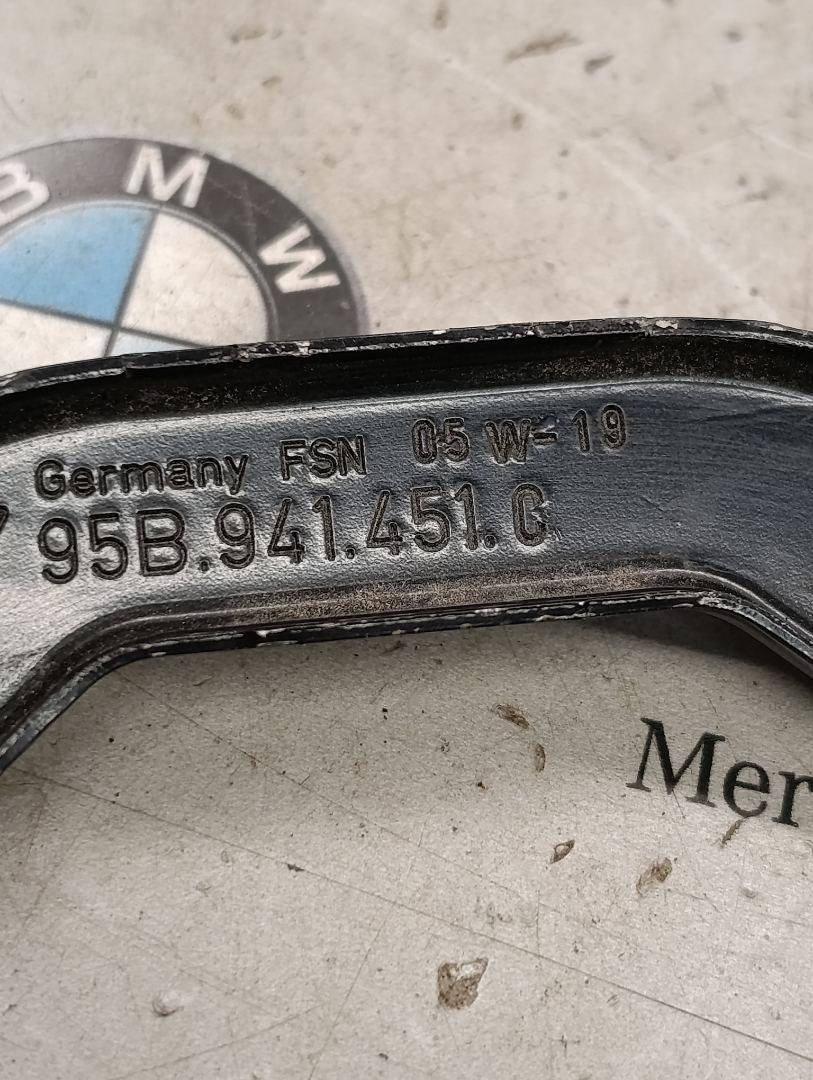 BMW
Germany FSN 05 W-19
95B.941.451.C
Mer